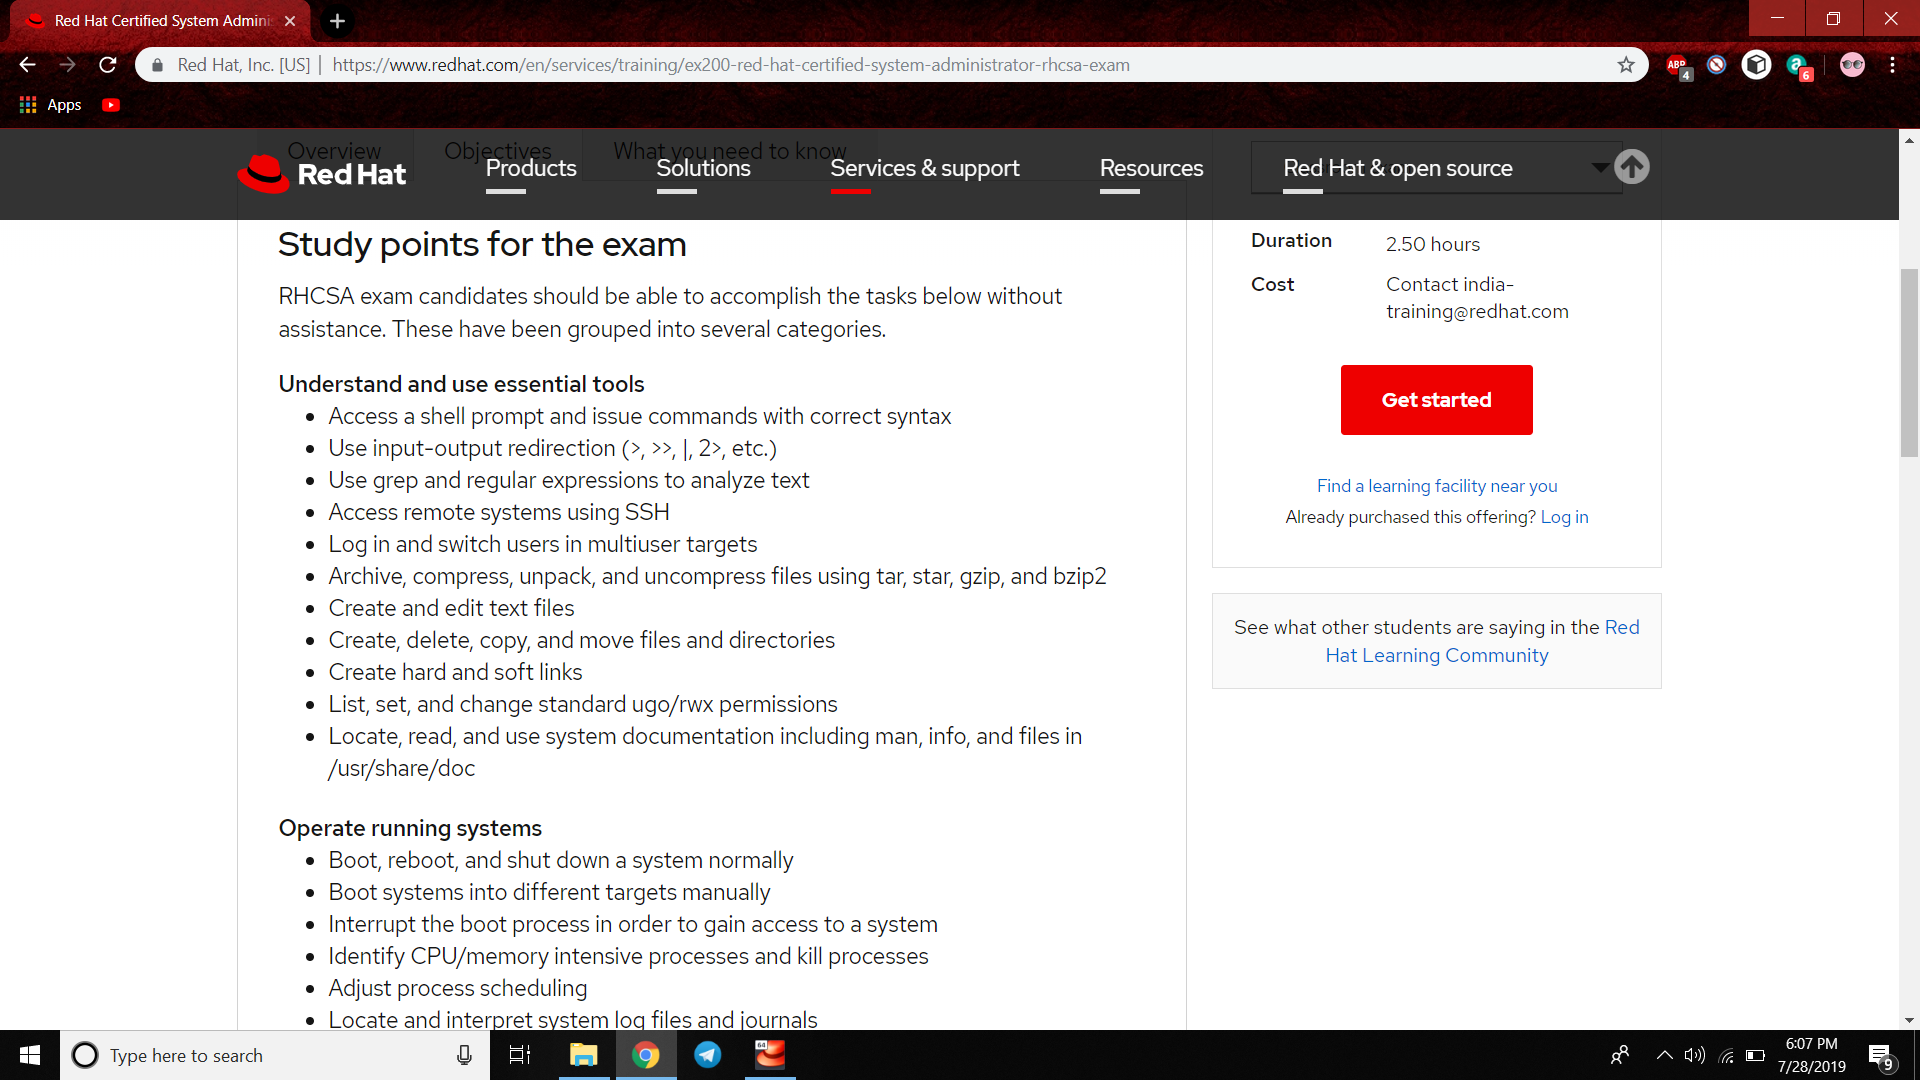 Red Hat Certified System Adminis
Red Hat, Inc. [US] | https://www.redhat.com/en/services/training/ex200-red-hat-certified-system-administrator-rhcsa-exam
ABP
4
a
6
Apps
Overview
Objectives
What you need to know
Red Hat
Products
Solutions
Services & support
Resources
Red Hat & open source
Study points for the exam
RHCSA exam candidates should be able to accomplish the tasks below without
assistance. These have been grouped into several categories.
Understand and use essential tools
• Access a shell prompt and issue commands with correct syntax
• Use input-output redirection (>, >>, |, 2>, etc.)
• Use grep and regular expressions to analyze text
• Access remote systems using SSH
• Log in and switch users in multiuser targets
• Archive, compress, unpack, and uncompress files using tar, star, gzip, and bzip2
• Create and edit text files
• Create, delete, copy, and move files and directories
• Create hard and soft links
• List, set, and change standard ugo/rwx permissions
• Locate, read, and use system documentation including man, info, and files in
/usr/share/doc
Operate running systems
• Boot, reboot, and shut down a system normally
• Boot systems into different targets manually
• Interrupt the boot process in order to gain access to a system
• Identify CPU/memory intensive processes and kill processes
• Adjust process scheduling
• Locate and interpret system log files and journals
Duration 2.50 hours
Cost Contact india-
training@redhat.com
Get started
Find a learning facility near you
Already purchased this offering? Log in
See what other students are saying in the Red
Hat Learning Community
Type here to search
64
6:07 PM
7/28/2019
9